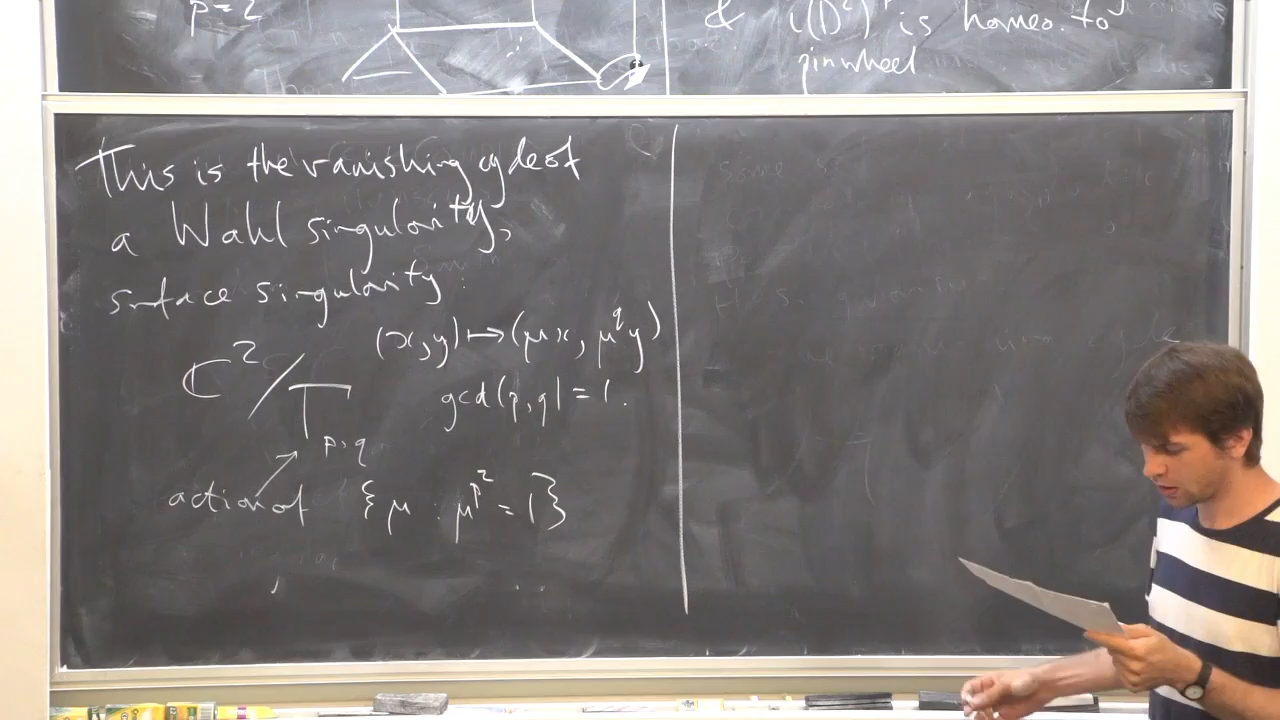 p=2
& i(D²) is homeo to
pinwheel
This is the vanishing cycle of
a Wahl singularity,
surface singularity:
(x,y) ↦ (μx, μ^q y)
ℂ²/Γ_{p,q}
gcd(p,q)=1.
action of {μ : μ^{p²} = 1}